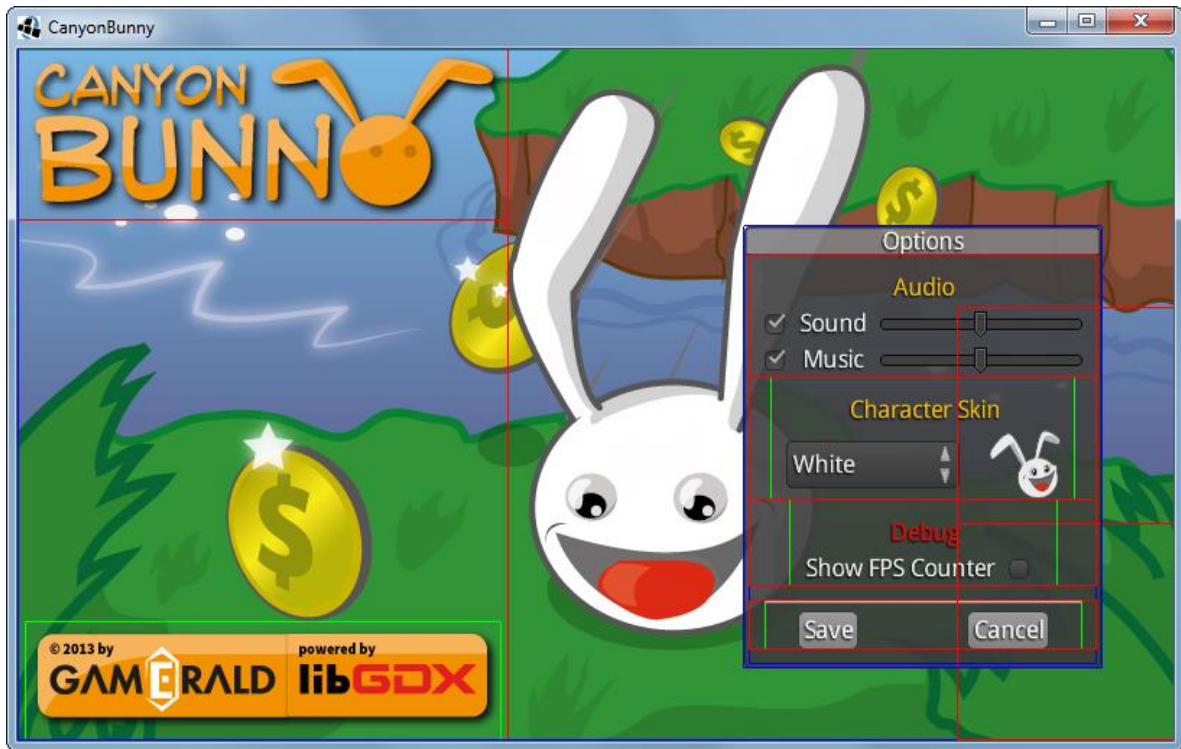 CanyonBunny
CANYON
BUNN
Options
Audio
Sound
Music
Character Skin
White
Debug
Show FPS Counter
Save
Cancel
$
© 2013 by
GAMERALD
powered by
libGDX